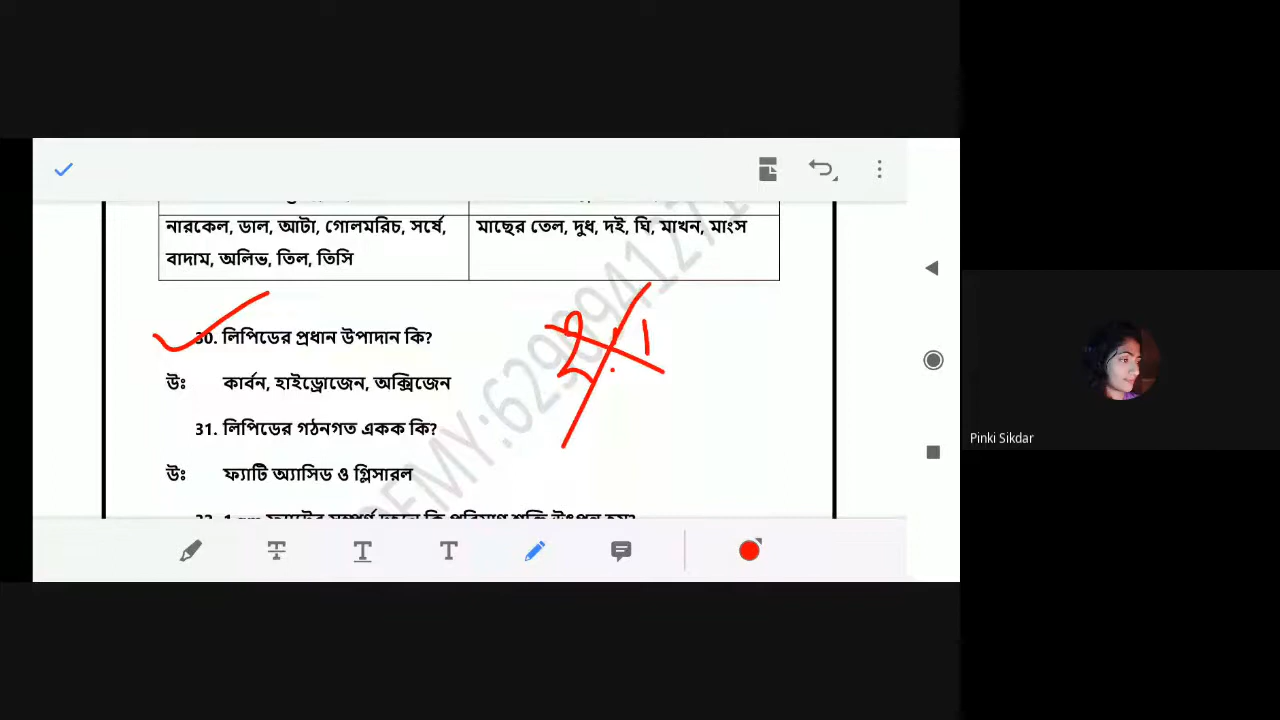 নারকেল, ডাল, আটা, গোলমরিচ, সর্ষে,
বাদাম, অলিভ, তিল, তিসি
মাছের তেল, দুধ, দই, ঘি, মাখন, মাংস
30. লিপিডের প্রধান উপাদান কি?
উঃ কার্বন, হাইড্রোজেন, অক্সিজেন
31. লিপিডের গঠনগত একক কি?
উঃ ফ্যাটি অ্যাসিড ও গ্লিসারল
Pinki Sikdar